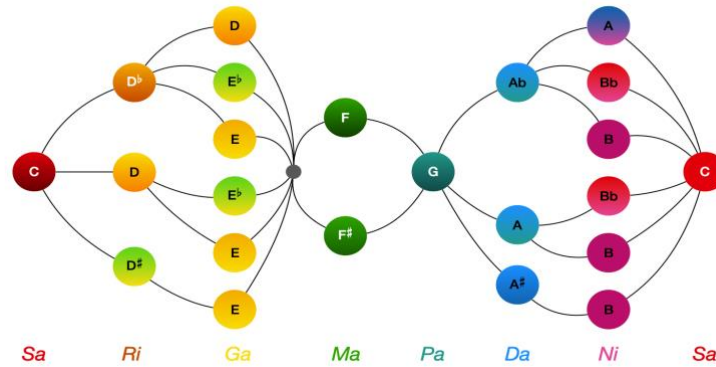 D A
D♭ E♭ Ab Bb
E F B
C D E♭ G Bb C
E F♯ A B
D♯ A♯
E B
Sa Ri Ga Ma Pa Da Ni Sa